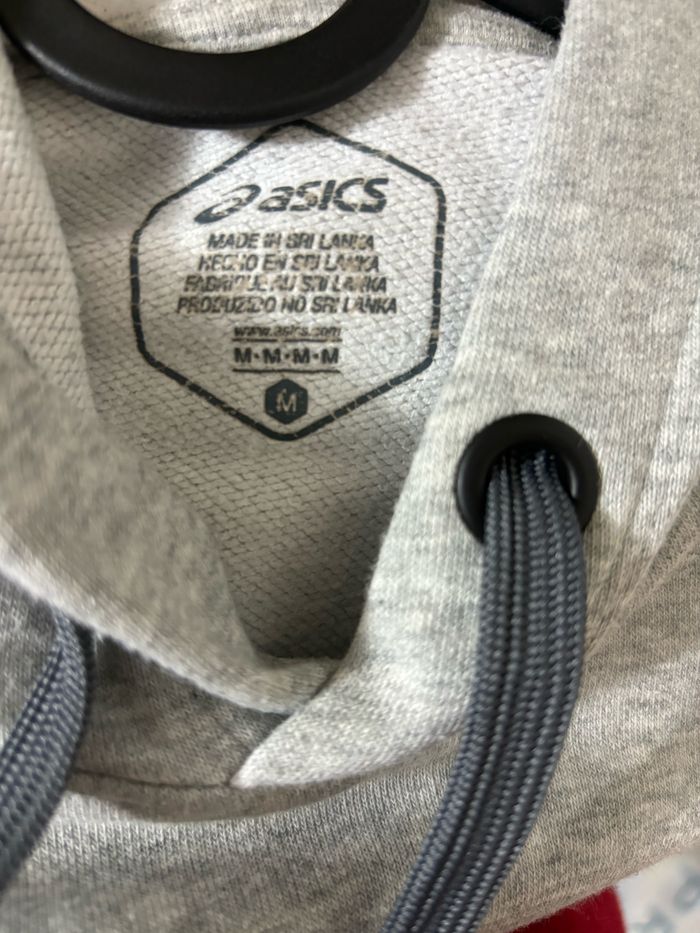 asics
MADE IN SRI LANKA
HECHO EN SRI LANKA
FABRIQUE AU SRI LANKA
PRODUZIDO NO SRI LANKA
www.asics.com
M•M•M•M
M